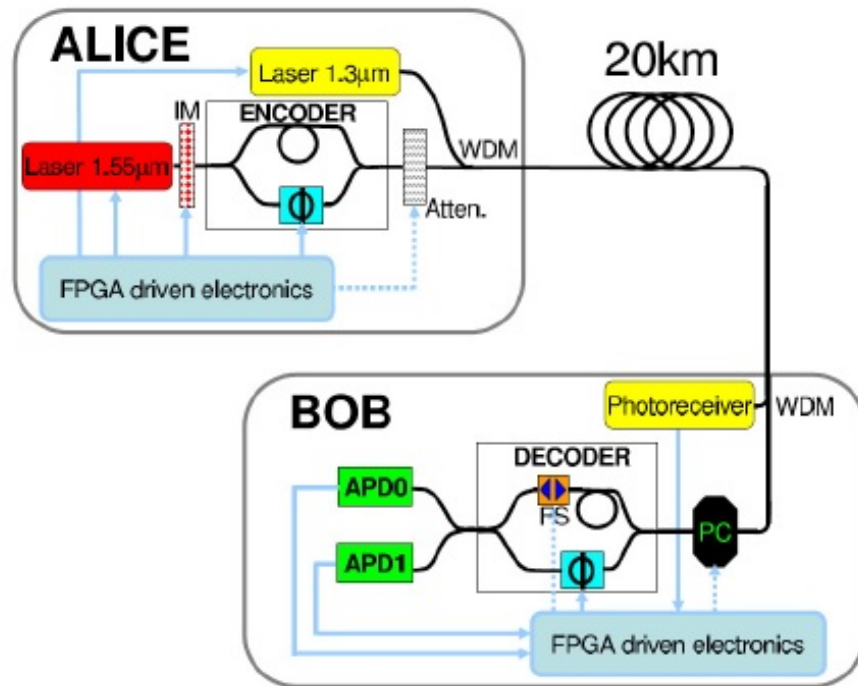 ALICE
Laser 1.3μm
20km
IM
ENCODER
WDM
Laser 1.55μm
Φ
Atten.
FPGA driven electronics
BOB
Photoreceiver
WDM
DECODER
APD0
FS
PC
APD1
Φ
FPGA driven electronics